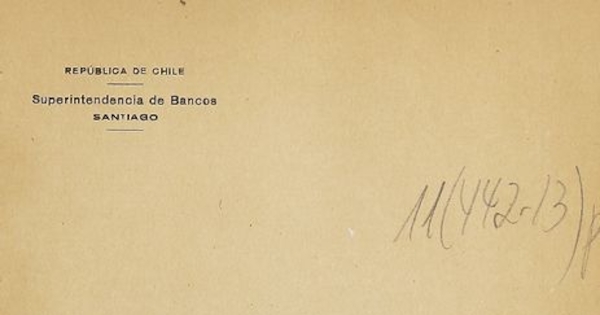 REPÚBLICA DE CHILE
Superintendencia de Bancos
SANTIAGO
11(442-13)